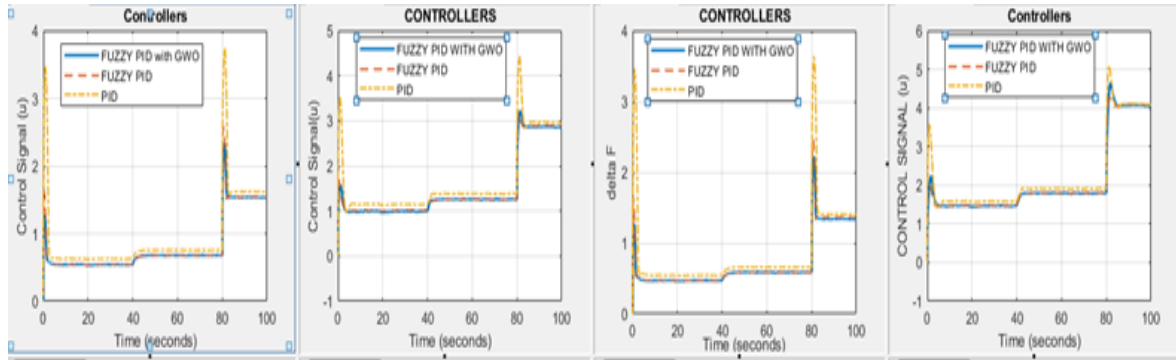 Controllers
4
3
2
1
0
Control Signal (u)
FUZZY PID with GWO
FUZZY PID
PID
0 20 40 60 80 100
Time (seconds)
CONTROLLERS
5
4
3
2
1
0
-1
Control Signal(u)
FUZZY PID WITH GWO
FUZZY PID
PID
0 20 40 60 80 100
Time (seconds)
CONTROLLERS
4
3
2
1
0
delta F
FUZZY PID WITH GWO
FUZZY PID
PID
0 20 40 60 80 100
Time (seconds)
Controllers
6
5
4
3
2
1
0
-1
CONTROL SIGNAL (u)
FUZZY PID WITH GWO
FUZZY PID
PID
0 20 40 60 80 100
Time (seconds)